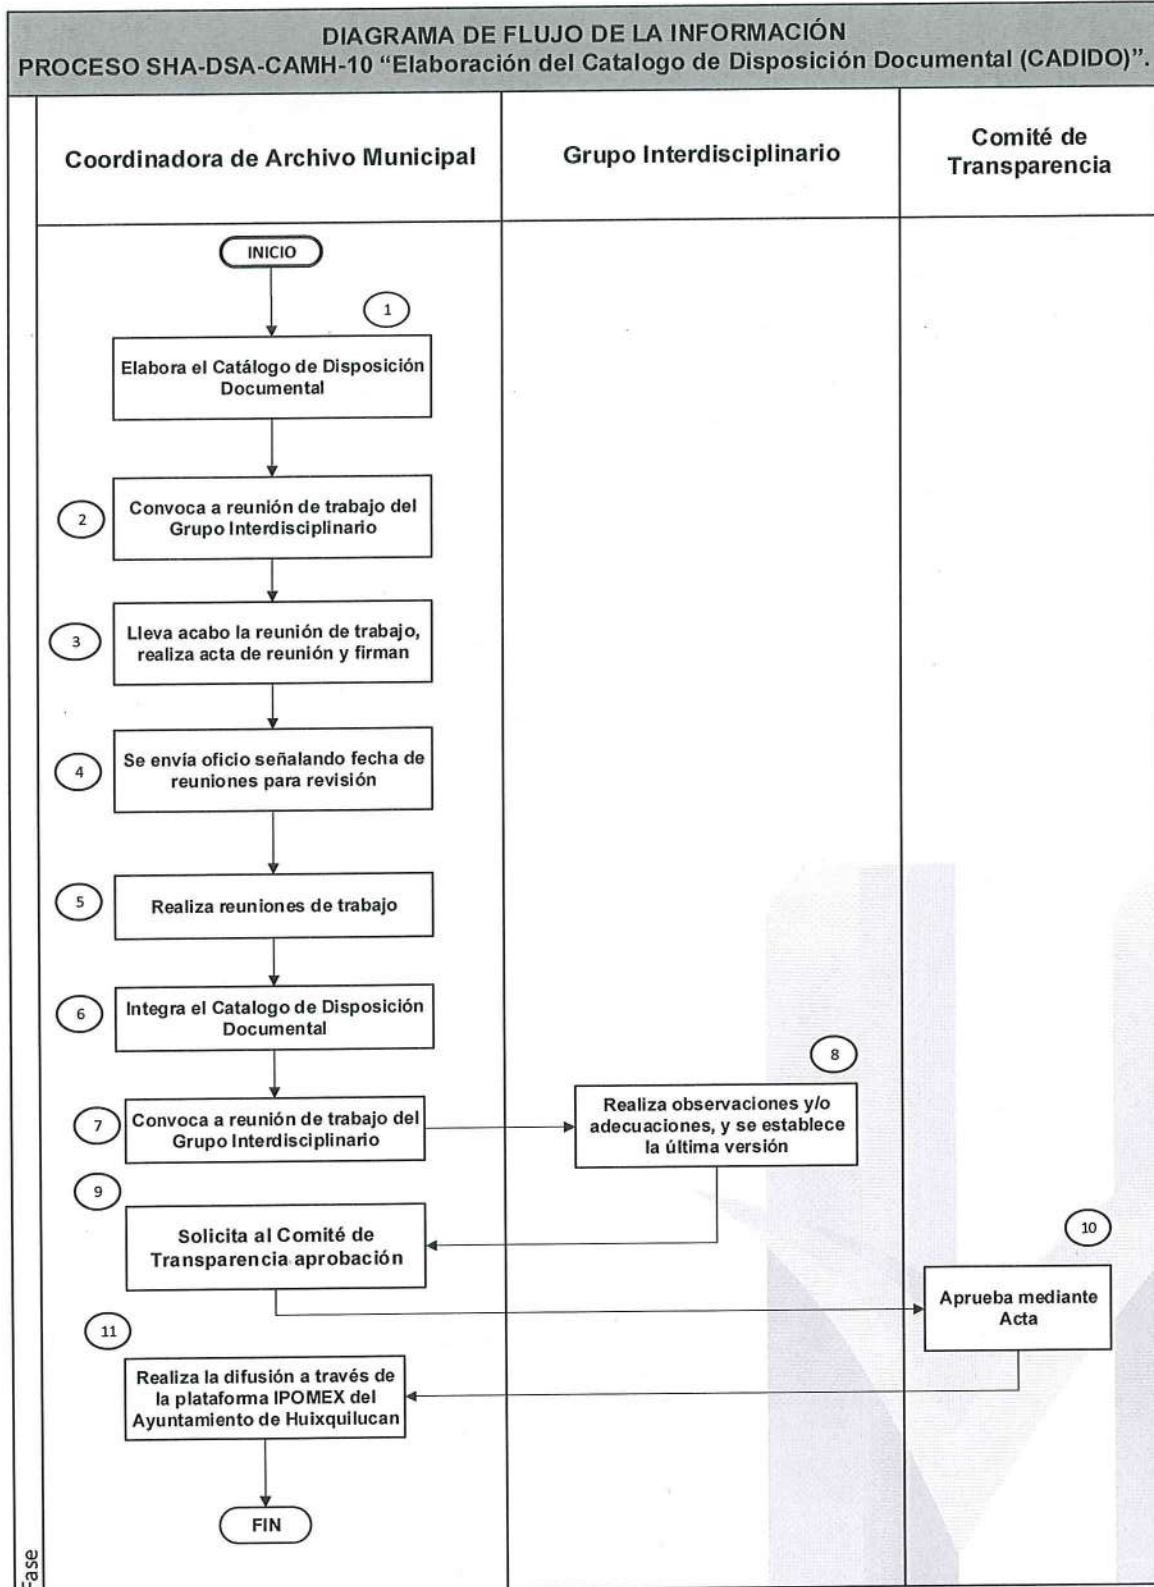 DIAGRAMA DE FLUJO DE LA INFORMACIÓN
PROCESO SHA-DSA-CAMH-10 “Elaboración del Catalogo de Disposición Documental (CADIDO)”.
Coordinadora de Archivo Municipal
Grupo Interdisciplinario
Comité de
Transparencia
INICIO
1
Elabora el Catálogo de Disposición
Documental
2
Convoca a reunión de trabajo del
Grupo Interdisciplinario
3
Lleva acabo la reunión de trabajo,
realiza acta de reunión y firman
4
Se envía oficio señalando fecha de
reuniones para revisión
5
Realiza reuniones de trabajo
6
Integra el Catalogo de Disposición
Documental
7
Convoca a reunión de trabajo del
Grupo Interdisciplinario
8
Realiza observaciones y/o
adecuaciones, y se establece
la última versión
9
Solicita al Comité de
Transparencia aprobación
10
Aprueba mediante
Acta
11
Realiza la difusión a través de
la plataforma IPOMEX del
Ayuntamiento de Huixquilucan
FIN
Fase